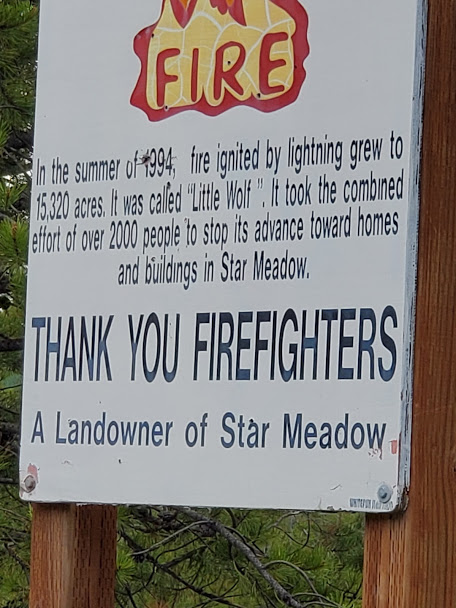 FIRE
In the summer of 1994, fire ignited by lightning grew to
15,320 acres. It was called "Little Wolf ". It took the combined
effort of over 2000 people to stop its advance toward homes
and buildings in Star Meadow.
THANK YOU FIREFIGHTERS
A Landowner of Star Meadow